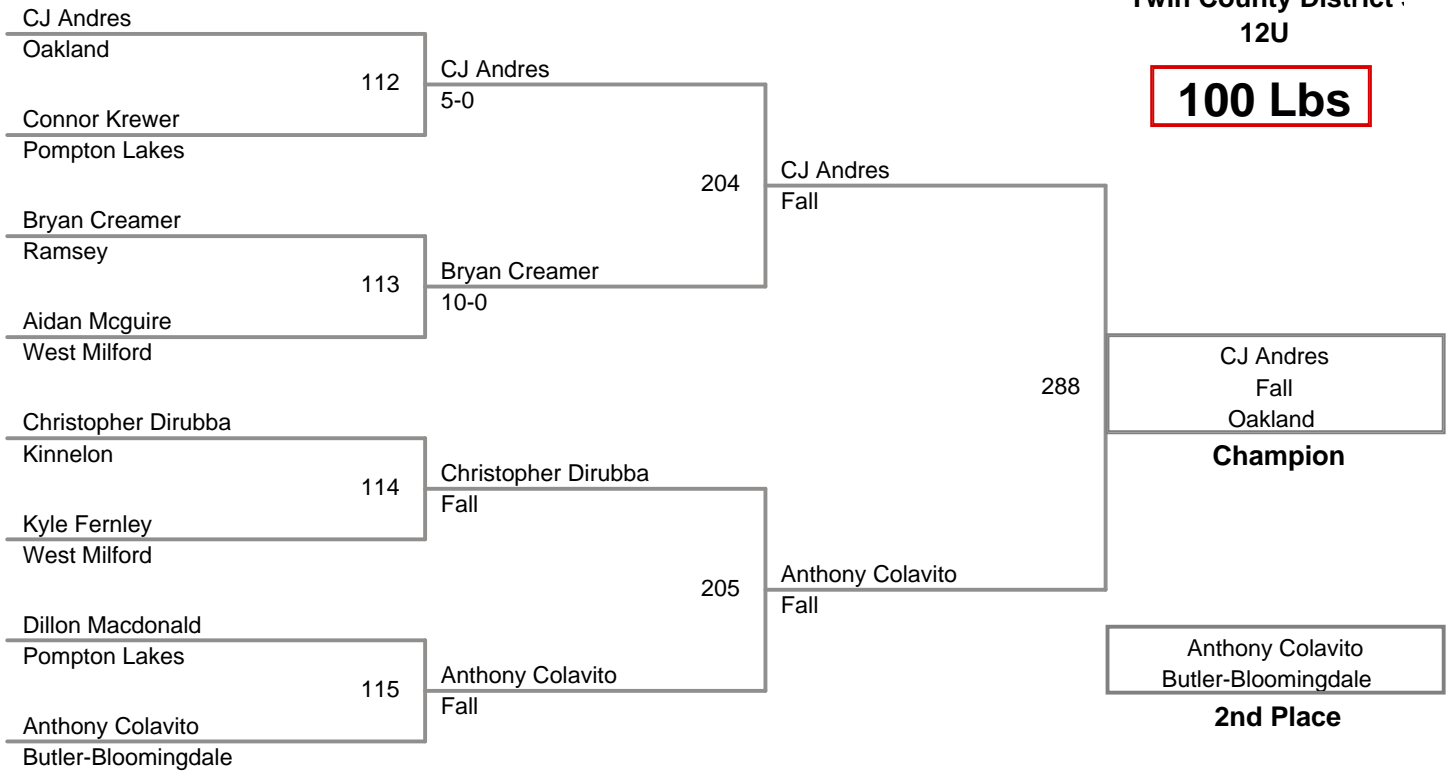 Twin County District
12U
100 Lbs
CJ Andres
Oakland
112
Connor Krewer
Pompton Lakes
CJ Andres
5-0
Bryan Creamer
Ramsey
113
Aidan Mcguire
West Milford
Bryan Creamer
10-0
204
CJ Andres
Fall
Christopher Dirubba
Kinnelon
114
Kyle Fernley
West Milford
Christopher Dirubba
Fall
Dillon Macdonald
Pompton Lakes
115
Anthony Colavito
Butler-Bloomingdale
Anthony Colavito
Fall
205
Anthony Colavito
Fall
288
CJ Andres
Fall
Oakland
Champion
Anthony Colavito
Butler-Bloomingdale
2nd Place